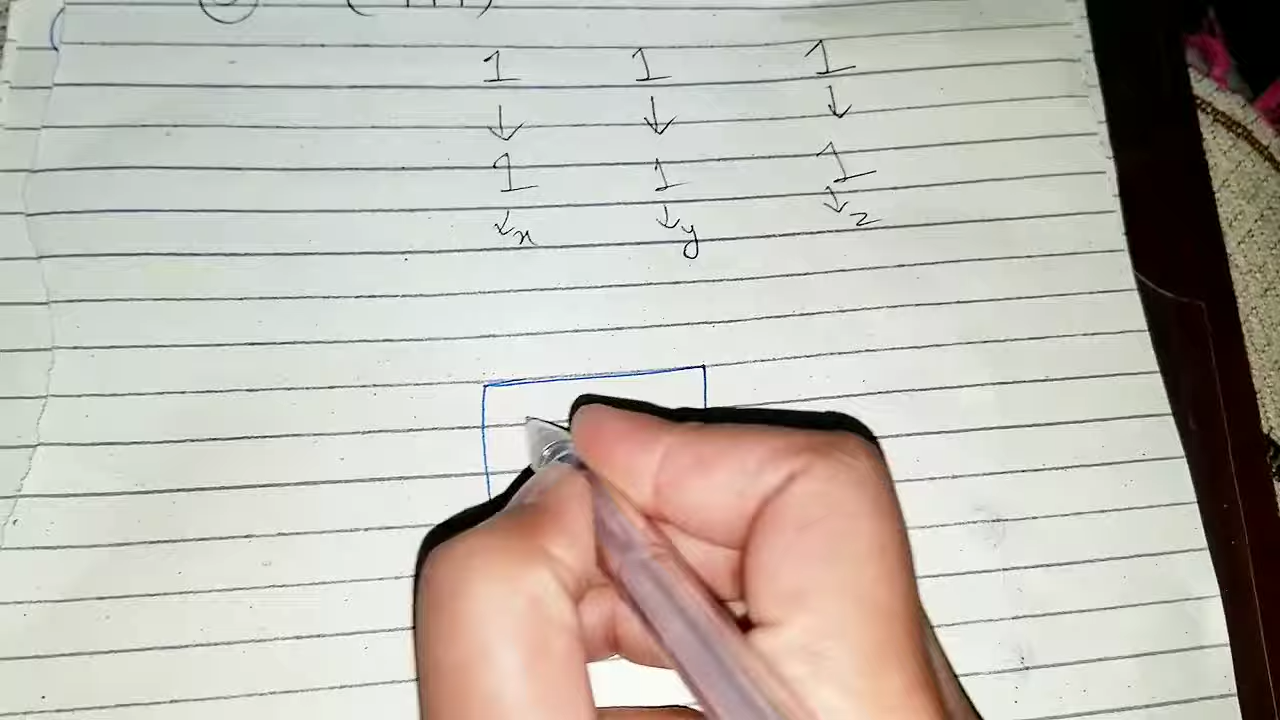 1 1 1
↓ ↓ ↓
1 1 1
↓x ↓y ↓z